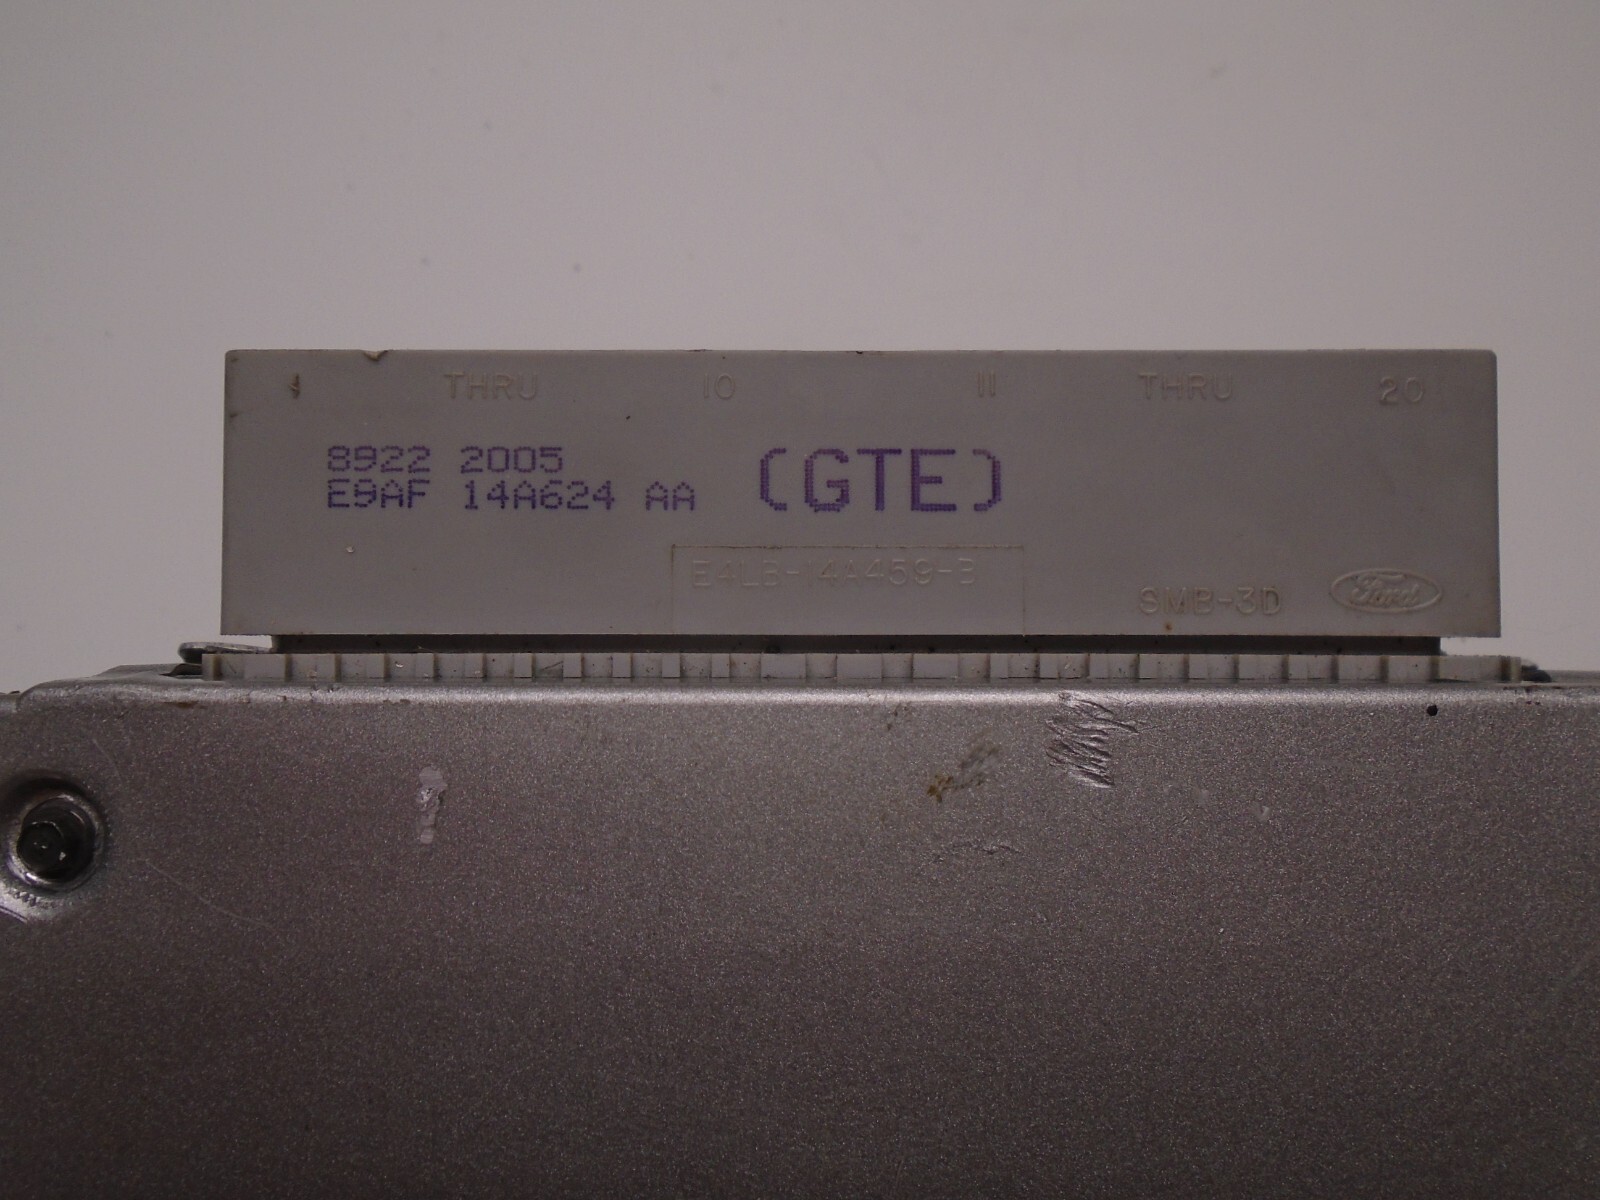 1 THRU 10 11 THRU 20
8922 2005
E9AF 14A624 AA (GTE)
E4LB-14A459-B
SMB-3D Ford